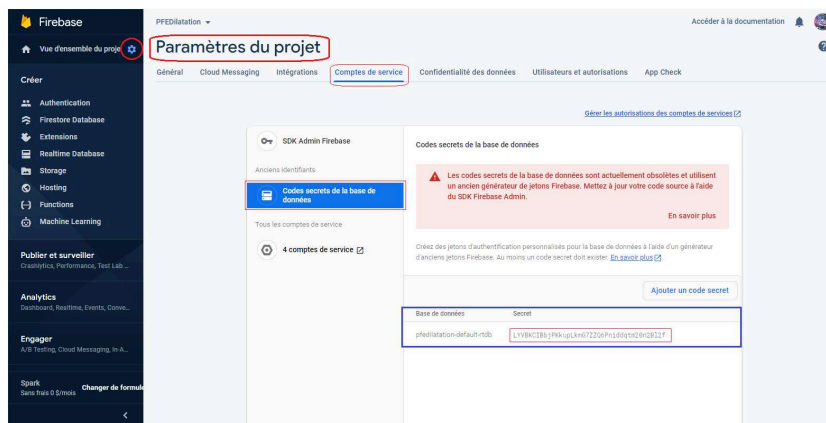 Firebase
PFEDilatation
Accéder à la documentation
Vue d'ensemble du proje
Paramètres du projet
Général Cloud Messaging Intégrations Comptes de service Confidentialité des données Utilisateurs et autorisations App Check
Créer
Authentication
Firestore Database
Extensions
Realtime Database
Storage
Hosting
Functions
Machine Learning
Publier et surveiller
Crashlytics, Performance, Test Lab ...
Analytics
Dashboard, Realtime, Events, Conve...
Engager
A/B Testing, Cloud Messaging, In-A...
Spark
Sans frais 0 $/mois
Changer de formule
Gérer les autorisations des comptes de services
SDK Admin Firebase
Anciens identifiants
Codes secrets de la base de
données
Tous les comptes de service
4 comptes de service
Codes secrets de la base de données
Les codes secrets de la base de données sont actuellement obsolètes et utilisent
un ancien générateur de jetons Firebase. Mettez à jour votre code source à l'aide
du SDK Firebase Admin.
En savoir plus
Créez des jetons d'authentification personnalisés pour la base de données à l'aide d'un générateur
d'anciens jetons Firebase. Au moins un code secret doit exister. En savoir plus
Ajouter un code secret
Base de données Secret
pfedilatation-default-rtdb